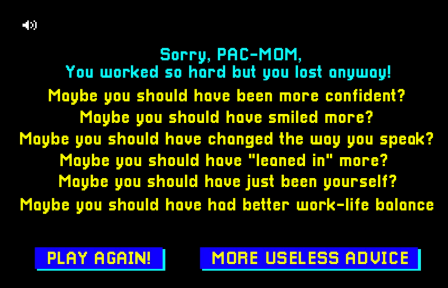 Sorry, PAC-MOM,
You worked so hard but you lost anyway!
Maybe you should have been more confident?
Maybe you should have smiled more?
Maybe you should have changed the way you speak?
Maybe you should have "leaned in" more?
Maybe you should have just been yourself?
Maybe you should have had better work-life balance
PLAY AGAIN!
MORE USELESS ADVICE